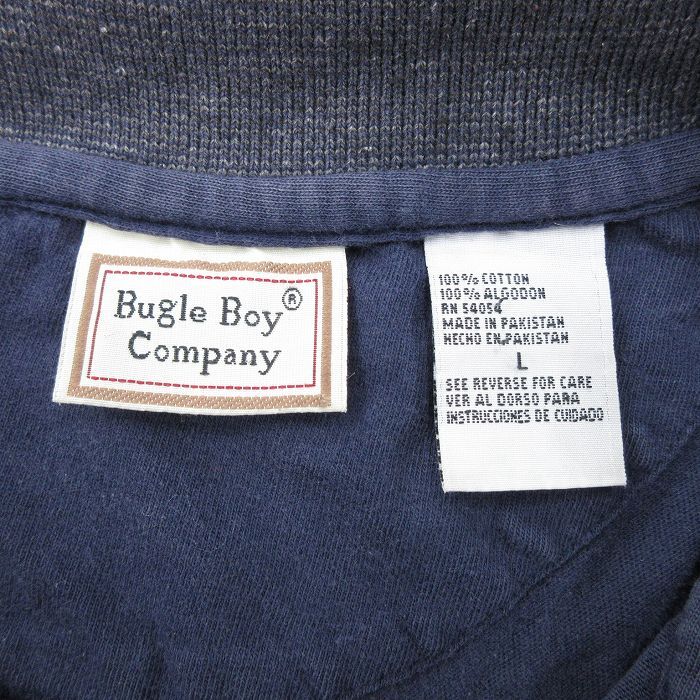 Bugle Boy®
Company
100% COTTON
100% ALGODON
RN 54054
MADE IN PAKISTAN
HECHO EN PAKISTAN
L
SEE REVERSE FOR CARE
VER AL DORSO PARA
INSTRUCCIONES DE CUIDADO